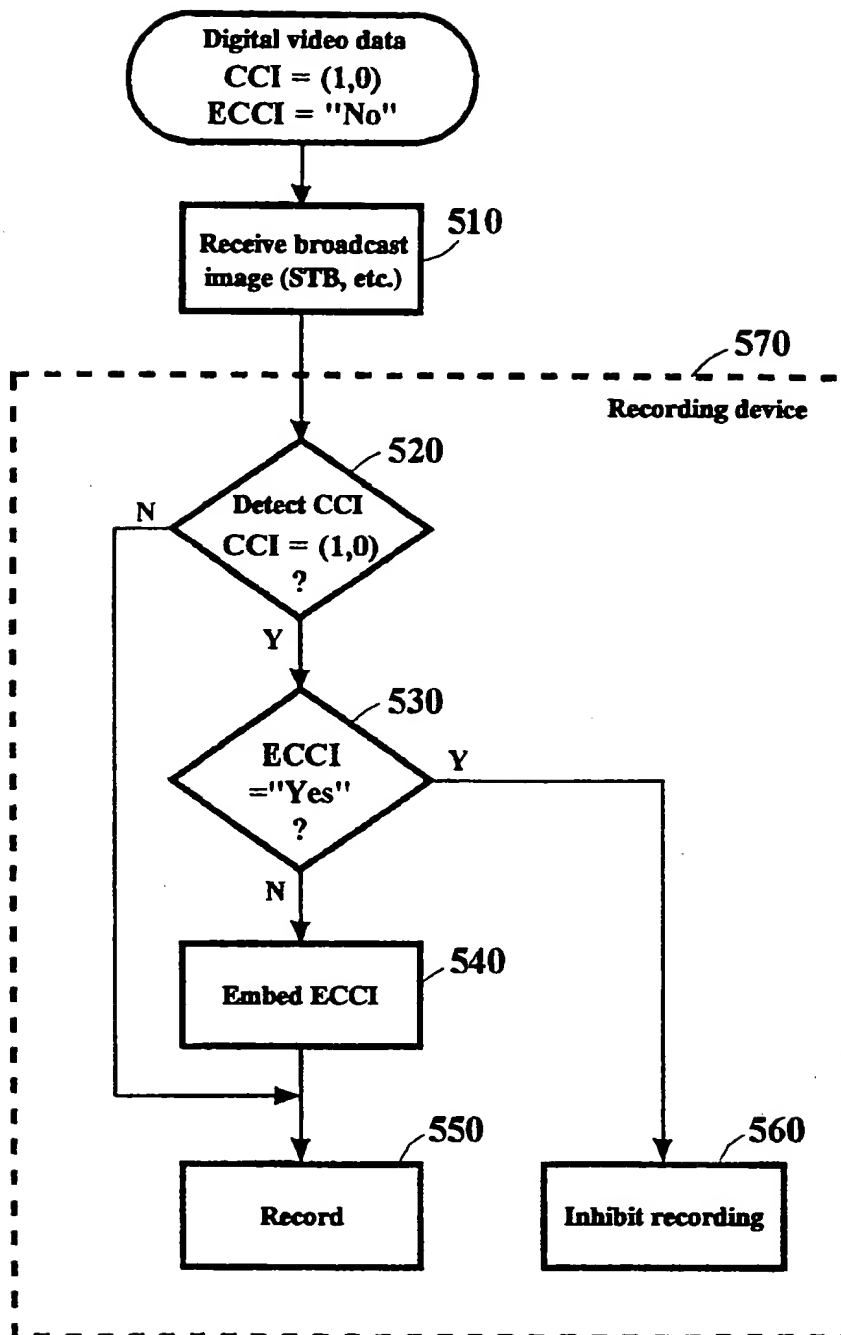 Digital video data
CCI = (1,0)
ECCI = "No"
Receive broadcast
image (STB, etc.)
510
570
Recording device
520
Detect CCI
CCI = (1,0)
?
N
Y
530
ECCI
="Yes"
?
Y
N
540
Embed ECCI
550
Record
560
Inhibit recording